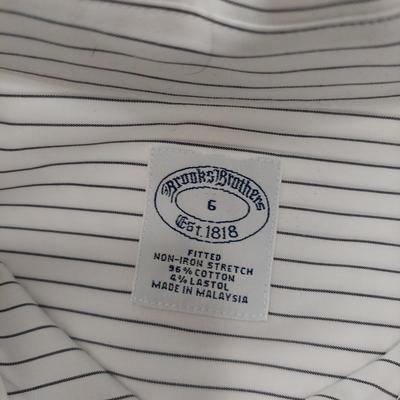 Brooks Brothers
6
Est. 1818
FITTED
NON-IRON STRETCH
96% COTTON
4% LASTOL
MADE IN MALAYSIA